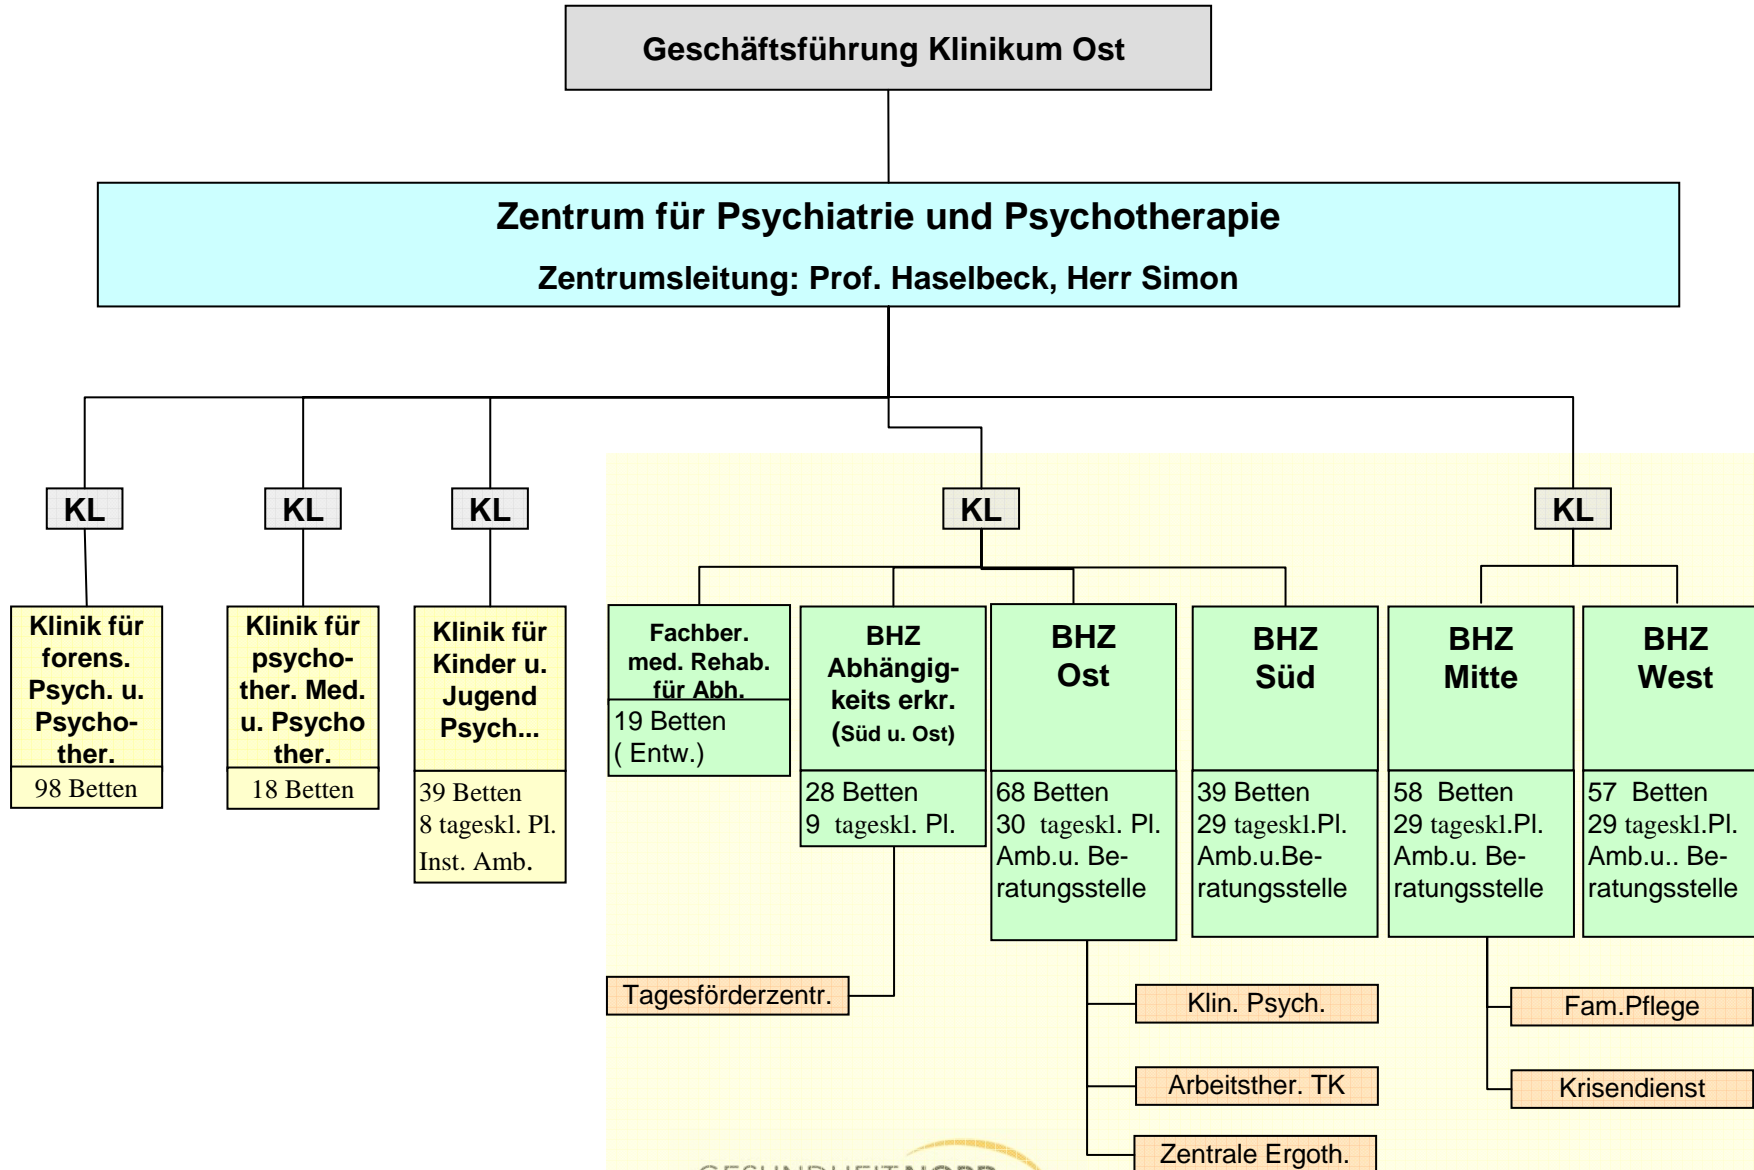 Geschäftsführung Klinikum Ost
Zentrum für Psychiatrie und Psychotherapie
Zentrumsleitung: Prof. Haselbeck, Herr Simon
KL
KL
KL
KL
KL
Klinik für
forens.
Psych. u.
Psycho-
ther.
98 Betten
Klinik für
psycho-
ther. Med.
u. Psycho
ther.
18 Betten
Klinik für
Kinder u.
Jugend
Psych...
39 Betten
8 tageskl. Pl.
Inst. Amb.
Fachber.
med. Rehab.
für Abh.
19 Betten
( Entw.)
BHZ
Abhängig-
keits erkr.
(Süd u. Ost)
28 Betten
9 tageskl. Pl.
BHZ
Ost
68 Betten
30 tageskl. Pl.
Amb.u. Be-
ratungsstelle
BHZ
Süd
39 Betten
29 tageskl.Pl.
Amb.u.Be-
ratungsstelle
BHZ
Mitte
58 Betten
29 tageskl.Pl.
Amb.u. Be-
ratungsstelle
BHZ
West
57 Betten
29 tageskl.Pl.
Amb.u.. Be-
ratungsstelle
Tagesförderzentr.
Klin. Psych.
Arbeitsther. TK
Zentrale Ergoth.
Fam.Pflege
Krisendienst